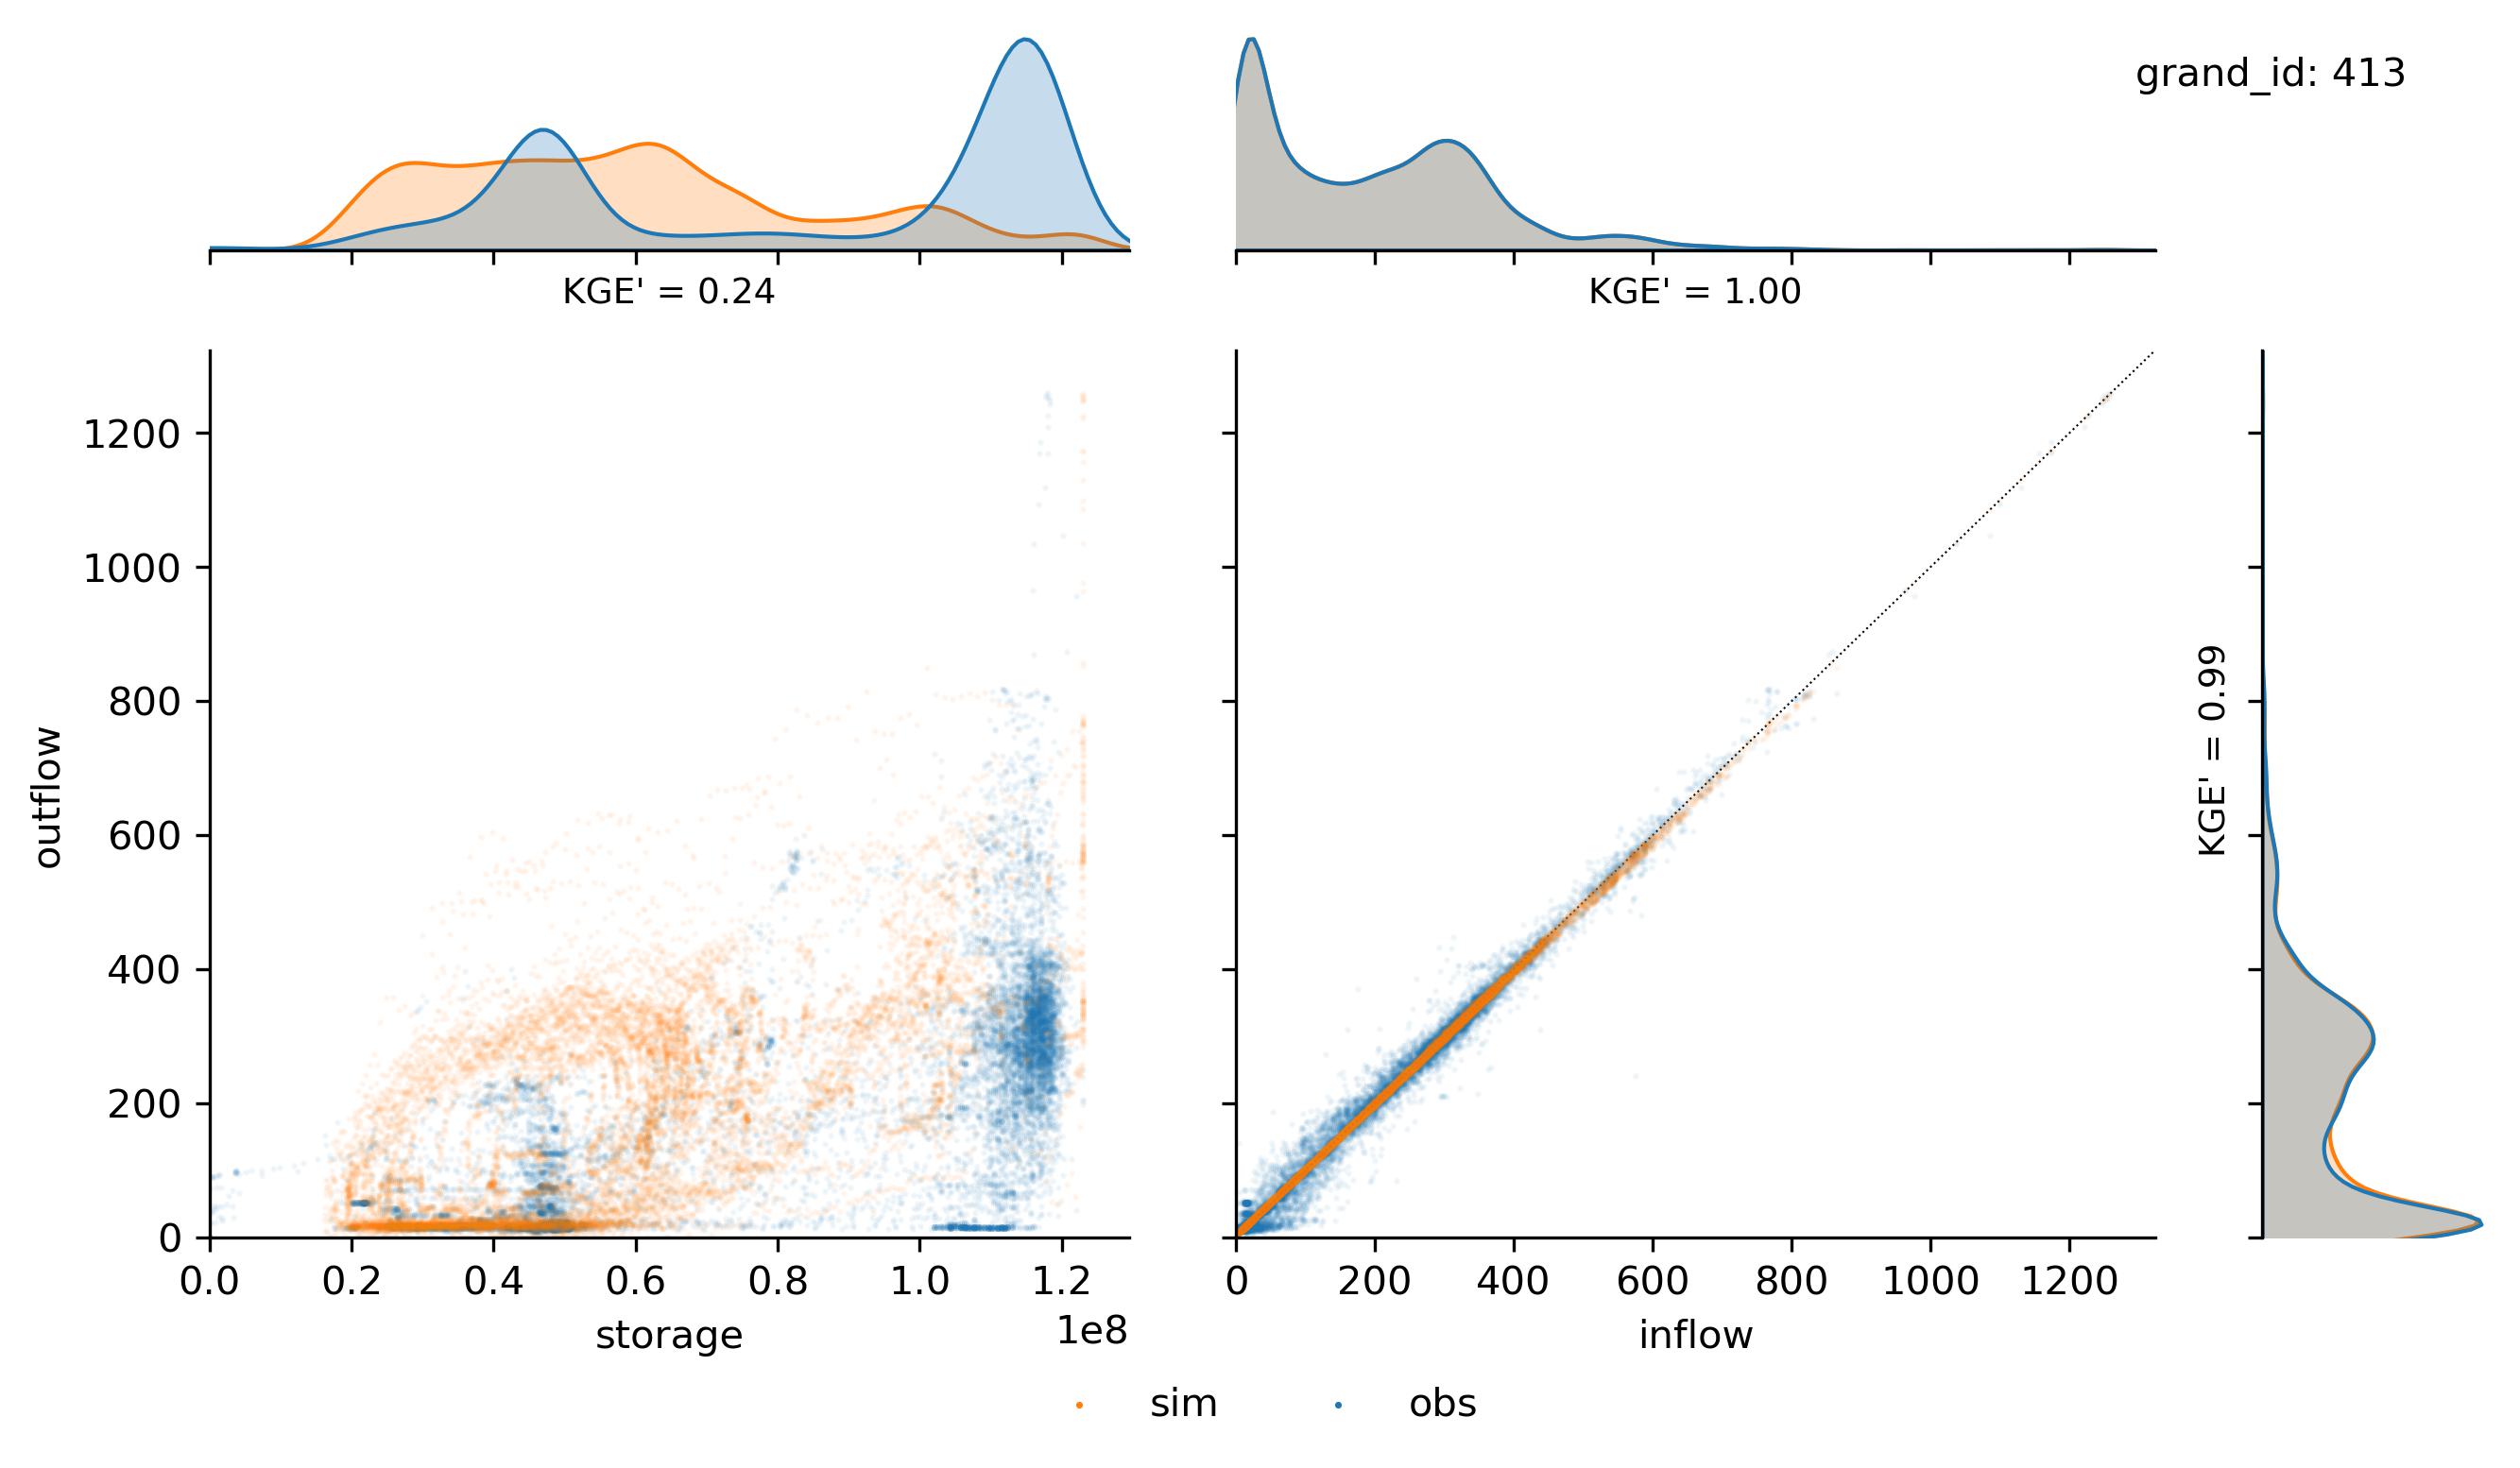 grand_id: 413
KGE' = 0.24
KGE' = 1.00
outflow
1200
1000
800
600
400
200
0
0.0 0.2 0.4 0.6 0.8 1.0 1.2
1e8
storage
0 200 400 600 800 1000 1200
inflow
KGE' = 0.99
sim obs